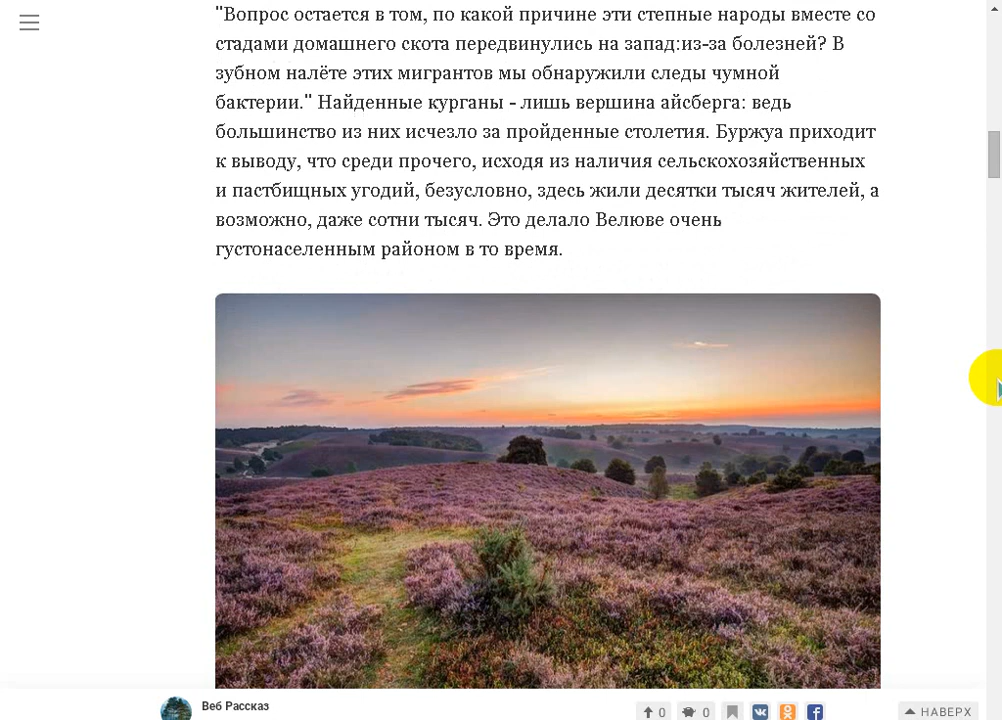 "Вопрос остается в том, по какой причине эти степные народы вместе со
стадами домашнего скота передвинулись на запад:из-за болезней? В
зубном налёте этих мигрантов мы обнаружили следы чумной
бактерии." Найденные курганы - лишь вершина айсберга: ведь
большинство из них исчезло за пройденные столетия. Буржуа приходит
к выводу, что среди прочего, исходя из наличия сельскохозяйственных
и пастбищных угодий, безусловно, здесь жили десятки тысяч жителей, а
возможно, даже сотни тысяч. Это делало Велюве очень
густонаселенным районом в то время.
Веб Рассказ
0 0 НАВЕРХ